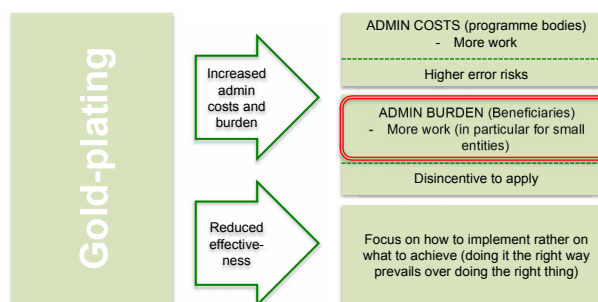 Gold-plating
Increased
admin
costs and
burden
ADMIN COSTS (programme bodies)
- More work
Higher error risks
ADMIN BURDEN (Beneficiaries)
- More work (in particular for small
entities)
Disincentive to apply
Reduced
effective-
ness
Focus on how to implement rather on
what to achieve (doing it the right way
prevails over doing the right thing)